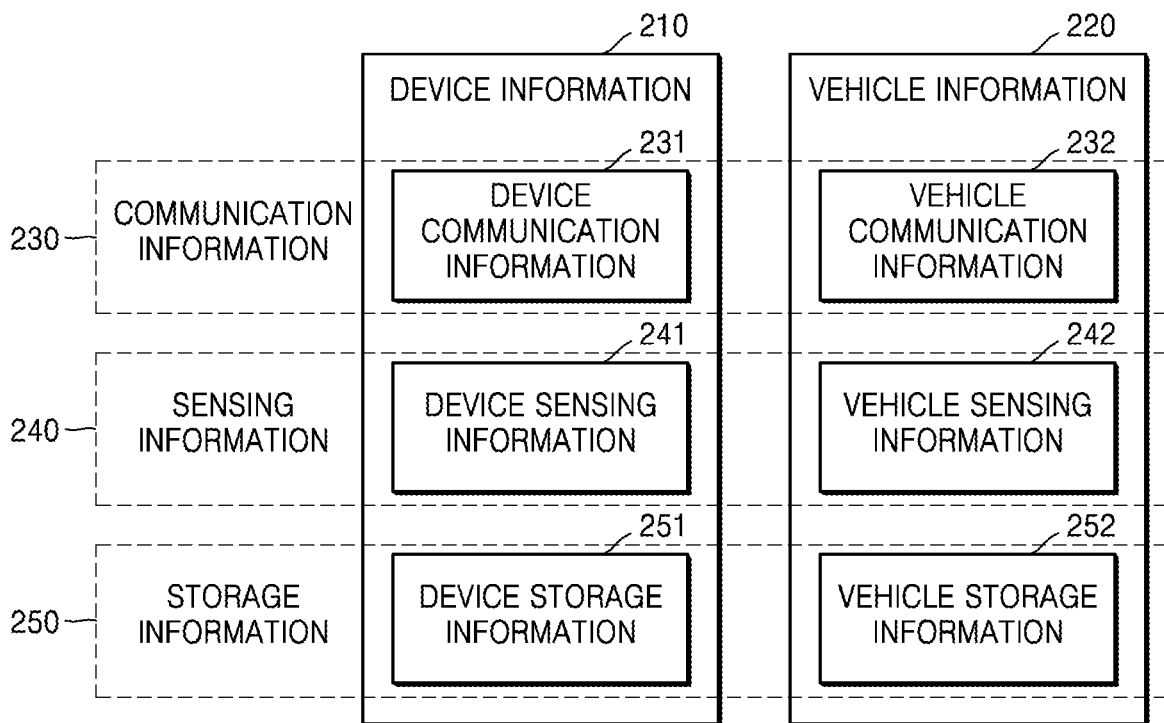 210
220
DEVICE INFORMATION
VEHICLE INFORMATION
231
232
230
COMMUNICATION
INFORMATION
DEVICE
COMMUNICATION
INFORMATION
VEHICLE
COMMUNICATION
INFORMATION
241
242
240
SENSING
INFORMATION
DEVICE SENSING
INFORMATION
VEHICLE SENSING
INFORMATION
251
252
250
STORAGE
INFORMATION
DEVICE STORAGE
INFORMATION
VEHICLE STORAGE
INFORMATION